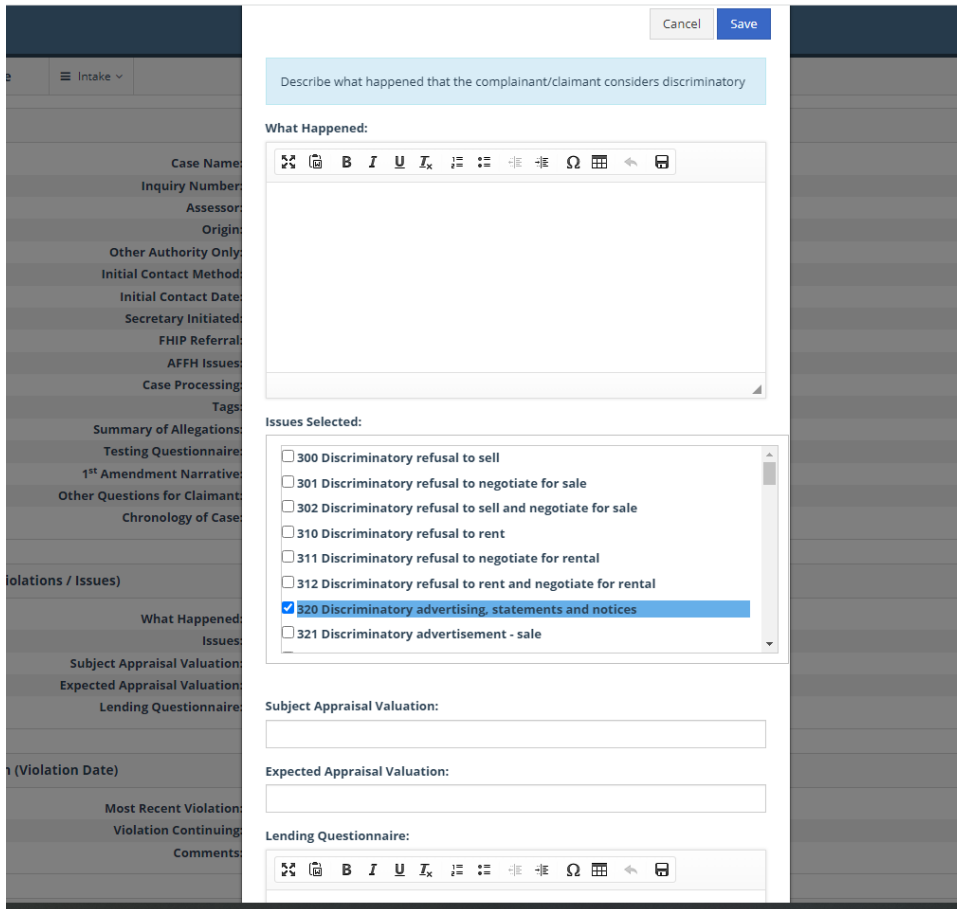 Cancel Save
e
Intake
Describe what happened that the complainant/claimant considers discriminatory
What Happened:
Case Name:
Inquiry Number:
Assessor:
Origin:
Other Authority Only:
Initial Contact Method:
Initial Contact Date:
Secretary Initiated:
FHIP Referral:
AFFH Issues:
Case Processing:
Tags:
Summary of Allegations:
Testing Questionnaire:
1st Amendment Narrative:
Other Questions for Claimant:
Chronology of Case:
Issues Selected:
300 Discriminatory refusal to sell
301 Discriminatory refusal to negotiate for sale
302 Discriminatory refusal to sell and negotiate for sale
310 Discriminatory refusal to rent
311 Discriminatory refusal to negotiate for rental
312 Discriminatory refusal to rent and negotiate for rental
320 Discriminatory advertising, statements and notices
321 Discriminatory advertisement - sale
iolations / Issues)
What Happened:
Issues:
Subject Appraisal Valuation:
Expected Appraisal Valuation:
Lending Questionnaire:
Subject Appraisal Valuation:
Expected Appraisal Valuation:
Lending Questionnaire:
n (Violation Date)
Most Recent Violation:
Violation Continuing:
Comments: